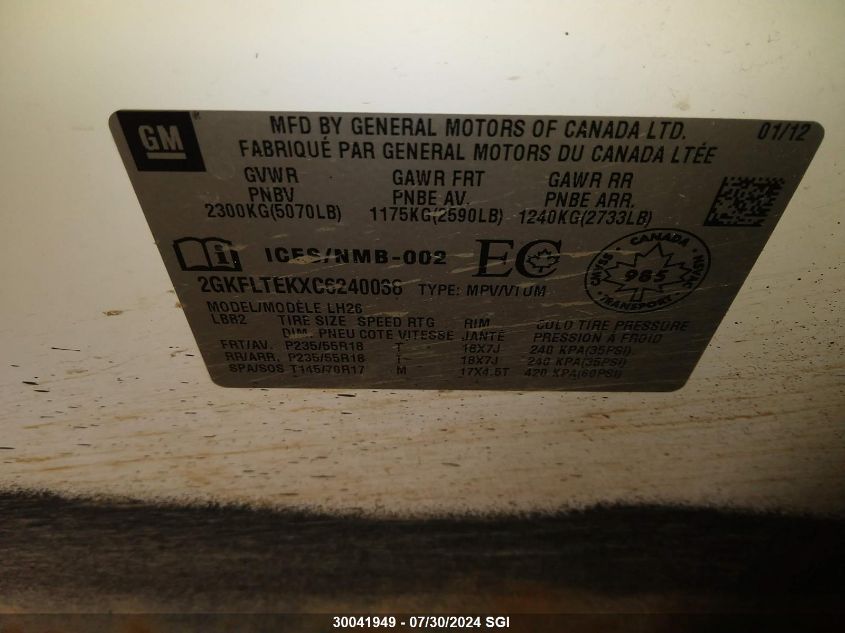 GM
MFD BY GENERAL MOTORS OF CANADA LTD. 01/12
FABRIQUÉ PAR GENERAL MOTORS DU CANADA LTÉE
GVWR GAWR FRT GAWR RR
PNBV PNBE AV. PNBE ARR.
2300KG(5070LB) 1175KG(2590LB) 1240KG(2733LB)
ICES/NMB-002 EC
CANADA
985
TRANSPORT
CMVSS
NSVAC
TYPE: MPV/VTUM
MODEL/MODÈLE LH26
LBB2 TIRE SIZE SPEED RTG RIM COLD TIRE PRESSURE
DIM. PNEU COTE VITESSE JANTE PRESSION À FROID
FRT/AV. P235/55R18 T 18X7J 240 KPA(35PSI)
RR/ARR. P235/55R18 T 18X7J 240 KPA(35PSI)
SPA/SOS T145/70R17 M 17X4.5T 420 KPA(60PSI)
30041949 - 07/30/2024 SGI